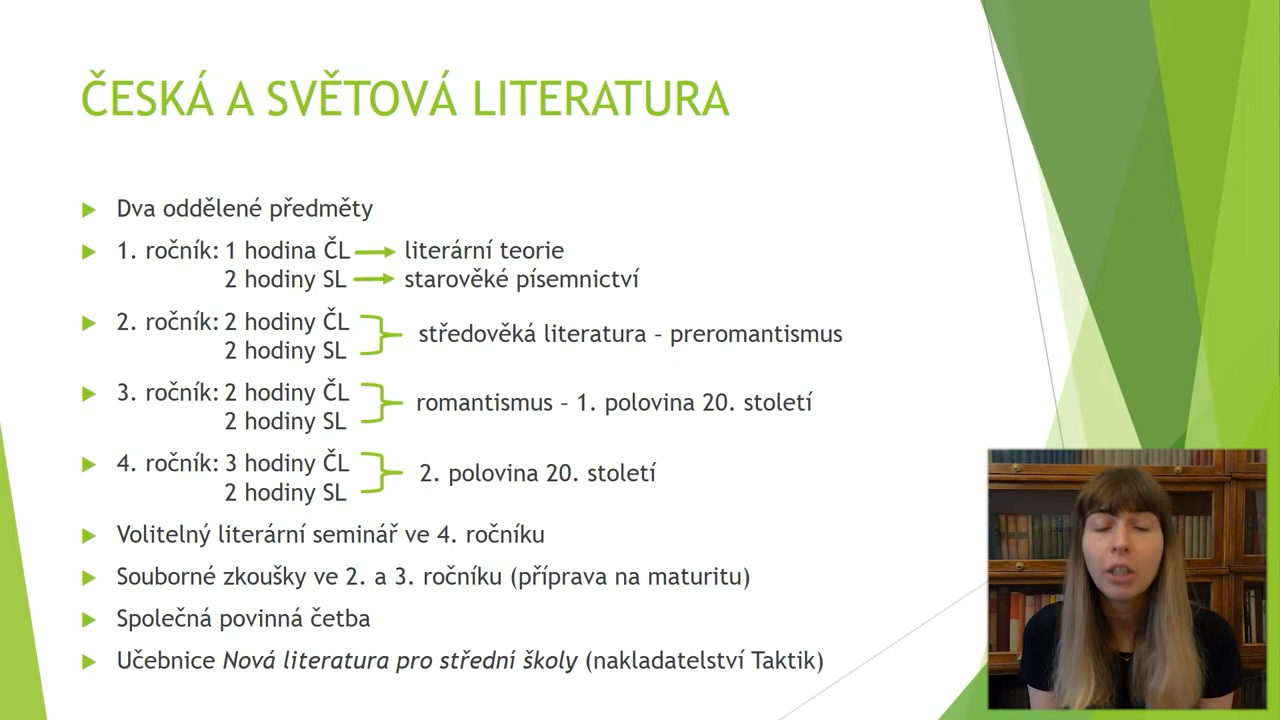 ČESKÁ A SVĚTOVÁ LITERATURA
Dva oddělené předměty
1. ročník: 1 hodina ČL literární teorie
2 hodiny SL starověké písemnictví
2. ročník: 2 hodiny ČL
2 hodiny SL
středověká literatura – preromantismus
3. ročník: 2 hodiny ČL
2 hodiny SL
romantismus – 1. polovina 20. století
4. ročník: 3 hodiny ČL
2 hodiny SL
2. polovina 20. století
Volitelný literární seminář ve 4. ročníku
Souborné zkoušky ve 2. a 3. ročníku (příprava na maturitu)
Společná povinná četba
Učebnice Nová literatura pro střední školy (nakladatelství Taktik)